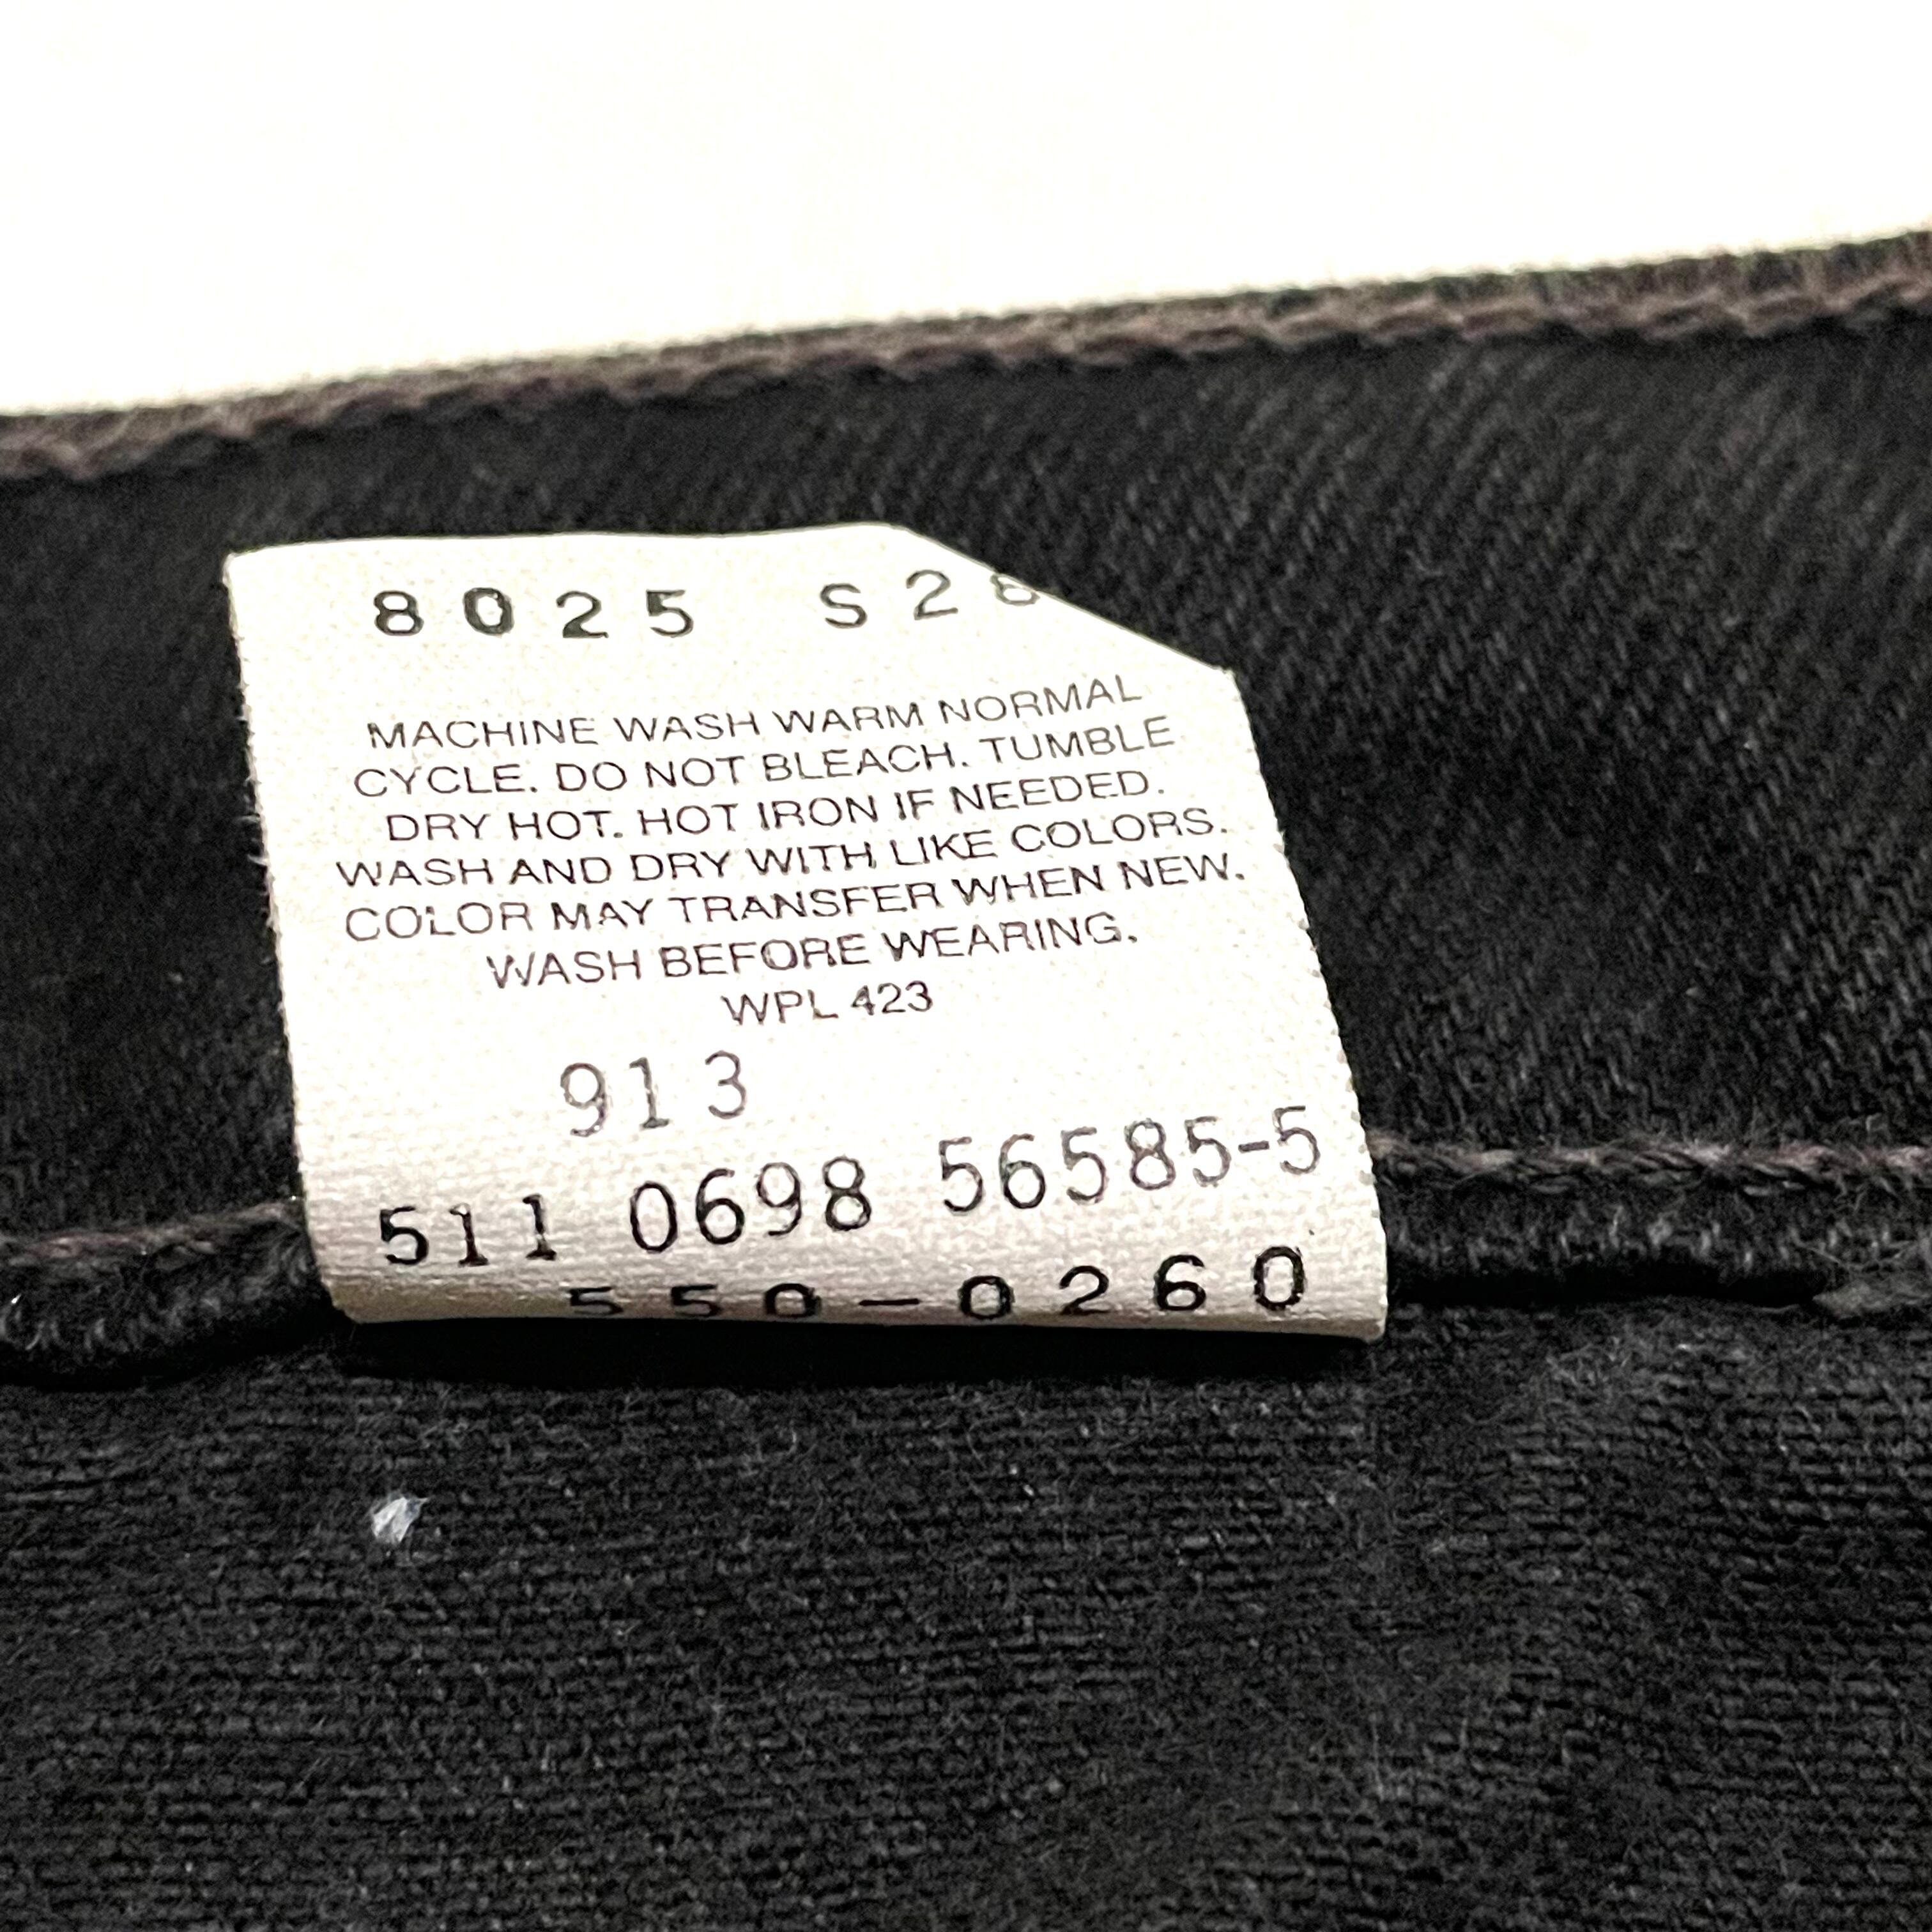 8025 S28
MACHINE WASH WARM NORMAL
CYCLE. DO NOT BLEACH. TUMBLE
DRY HOT. HOT IRON IF NEEDED.
WASH AND DRY WITH LIKE COLORS.
COLOR MAY TRANSFER WHEN NEW.
WASH BEFORE WEARING.
WPL 423
913
511 0698 56585-5
550-0260